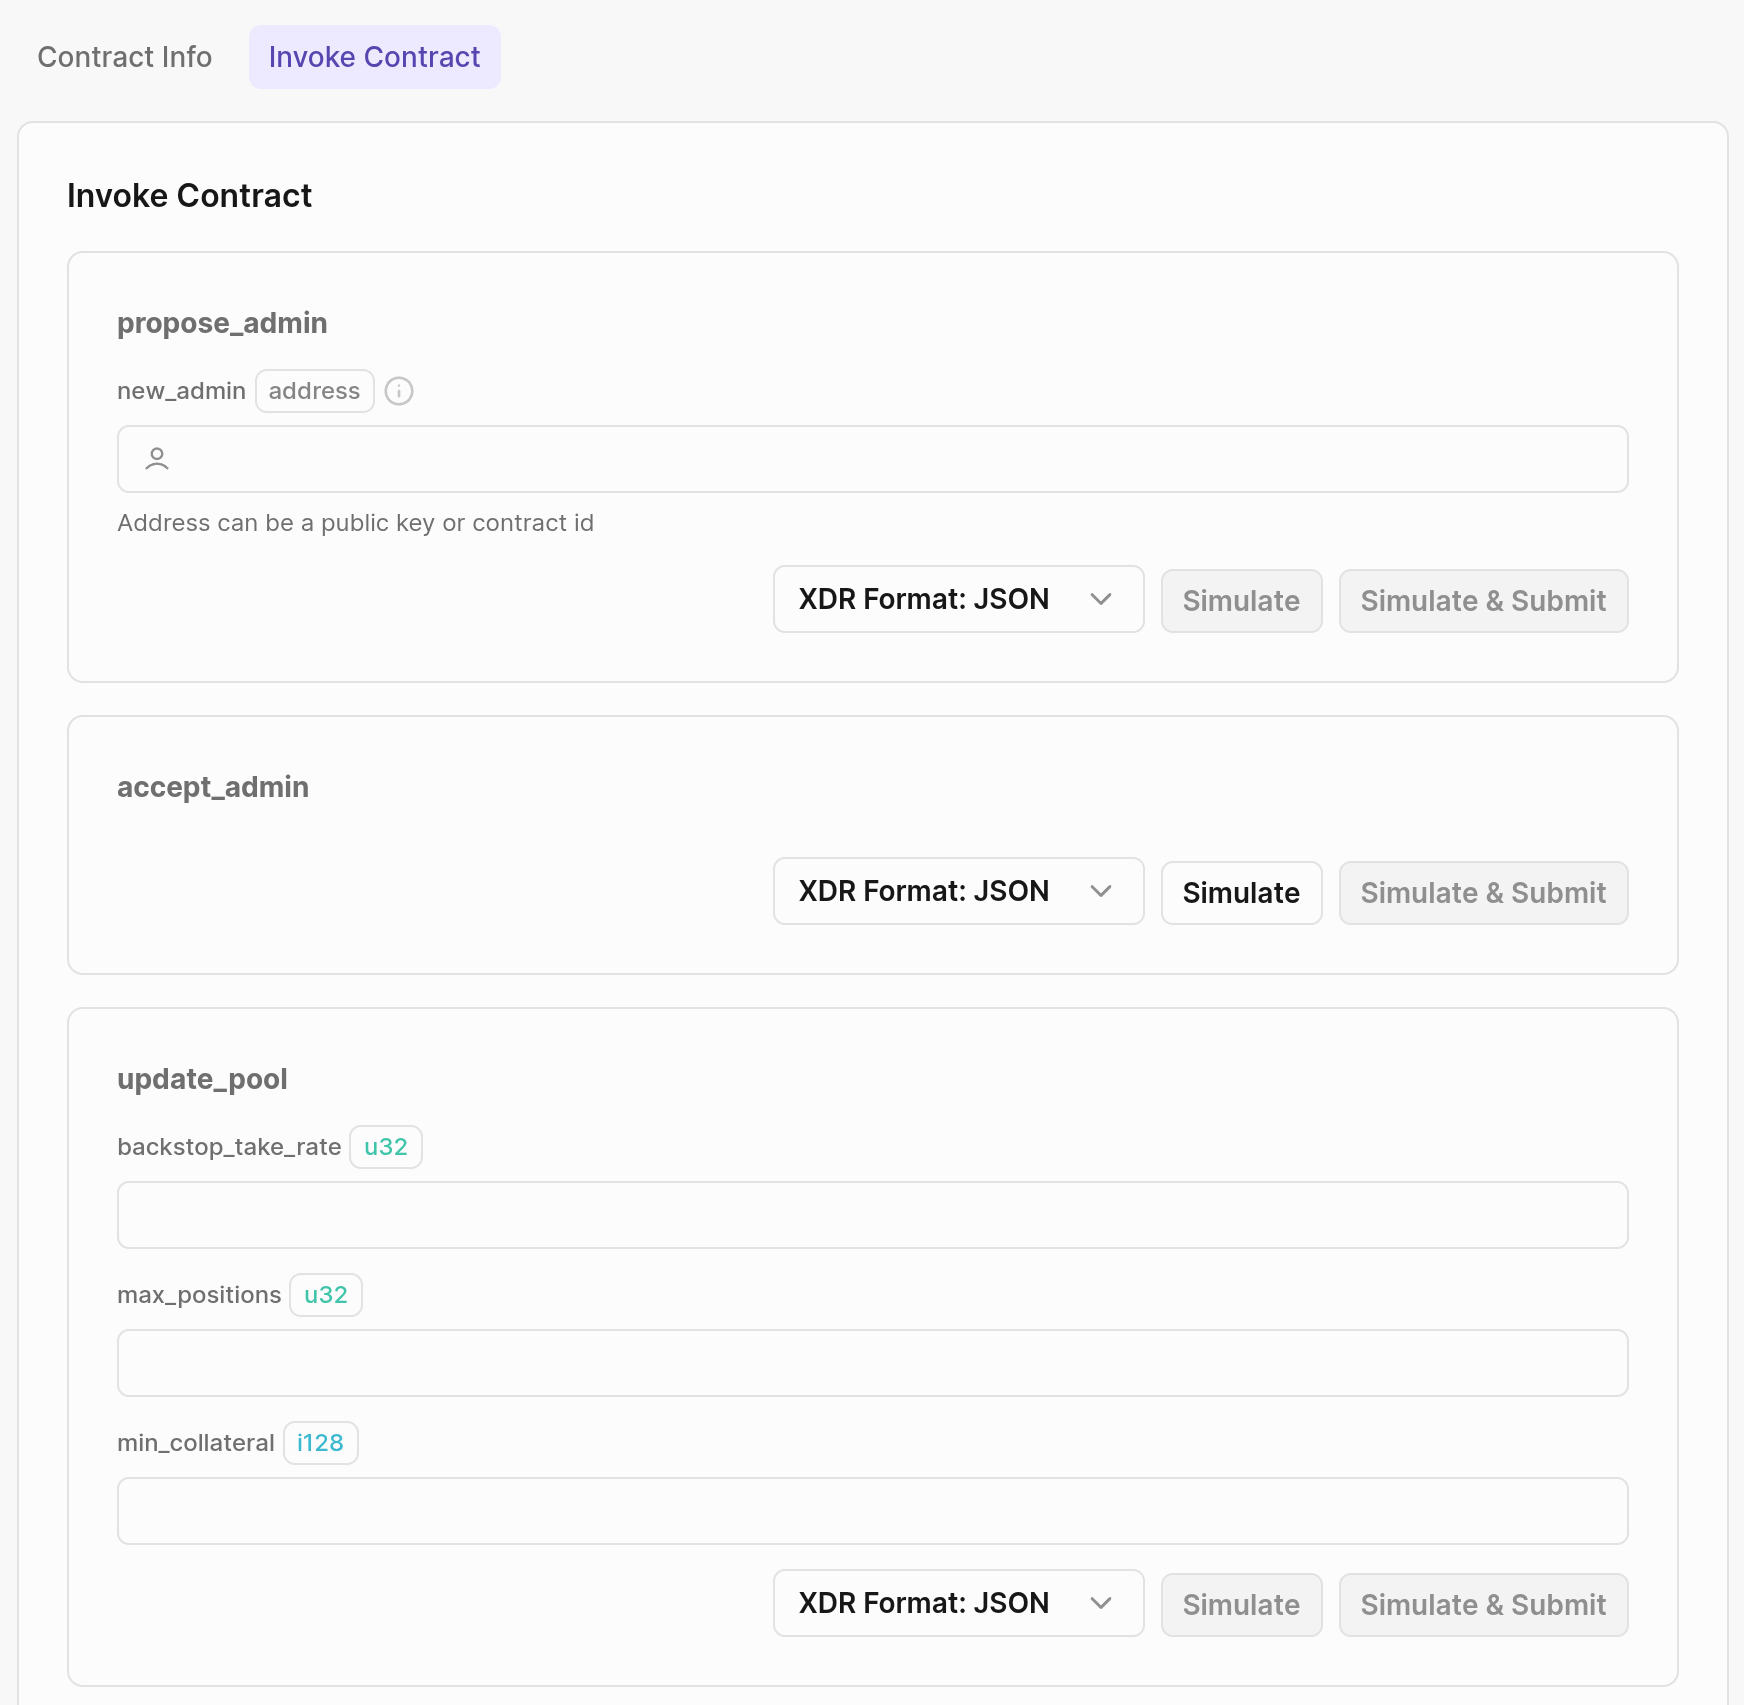 Contract Info Invoke Contract
Invoke Contract
propose_admin
new_admin address
Address can be a public key or contract id
XDR Format: JSON Simulate Simulate & Submit
accept_admin
XDR Format: JSON Simulate Simulate & Submit
update_pool
backstop_take_rate u32
max_positions u32
min_collateral i128
XDR Format: JSON Simulate Simulate & Submit